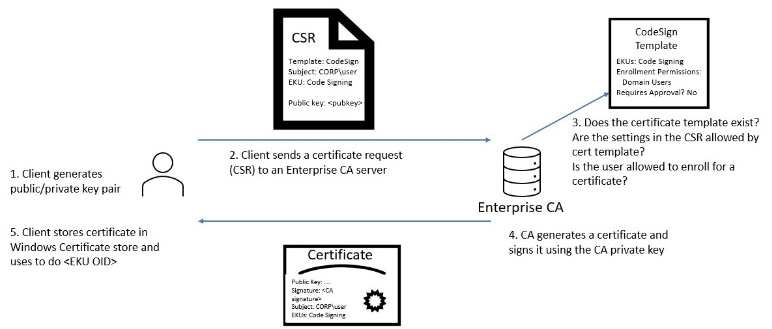 CSR
Template: CodeSign
Subject: CORP\user
EKU: Code Signing
Public key: <pubkey>
CodeSign
Template
EKUs: Code Signing
Enrollment Permissions:
Domain Users
Requires Approval? No
1. Client generates
public/private key pair
2. Client sends a certificate request
(CSR) to an Enterprise CA server
3. Does the certificate template exist?
Are the settings in the CSR allowed by
cert template?
Is the user allowed to enroll for a
certificate?
Enterprise CA
4. CA generates a certificate and
signs it using the CA private key
5. Client stores certificate in
Windows Certificate store and
uses to do <EKU OID>
Certificate
Public Key: ....
Signature: <CA
signature>
Subject: CORP\user
EKUs: Code Signing